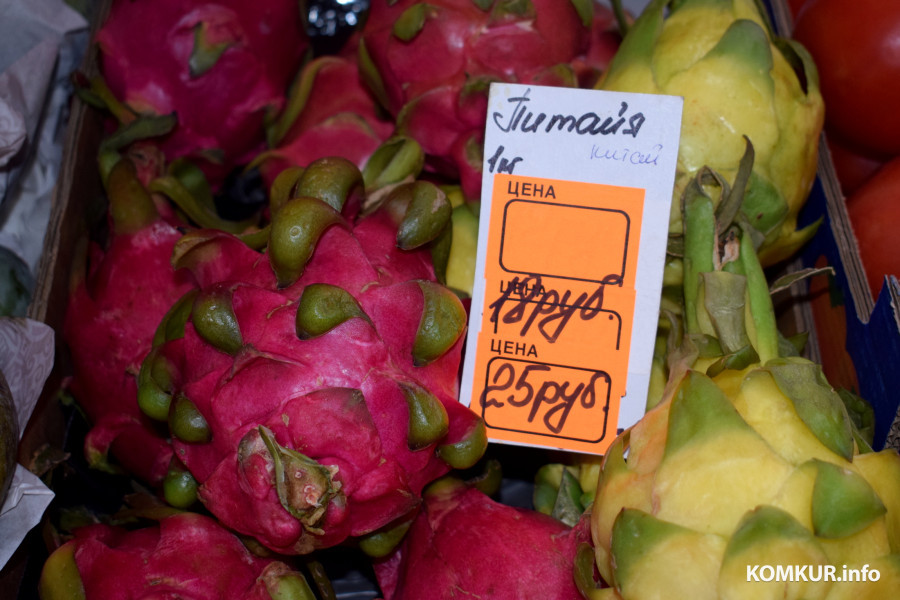 Питайя
китай
1кг
ЦЕНА
ЦЕНА
18руб
ЦЕНА
25руб
KOMKUR.info